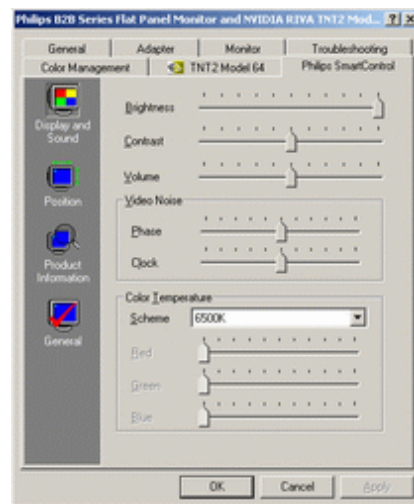 Philips B2B Series Flat Panel Monitor and NVIDIA RIVA TNT2 Mod...
General Adapter Monitor Troubleshooting
Color Management TNT2 Model 64 Philips SmartControl
Display and
Sound
Position
Product
Information
General
Brightness
Contrast
Volume
Video Noise
Phase
Clock
Color Temperature
Scheme 6500K
Red
Green
Blue
OK Cancel Apply